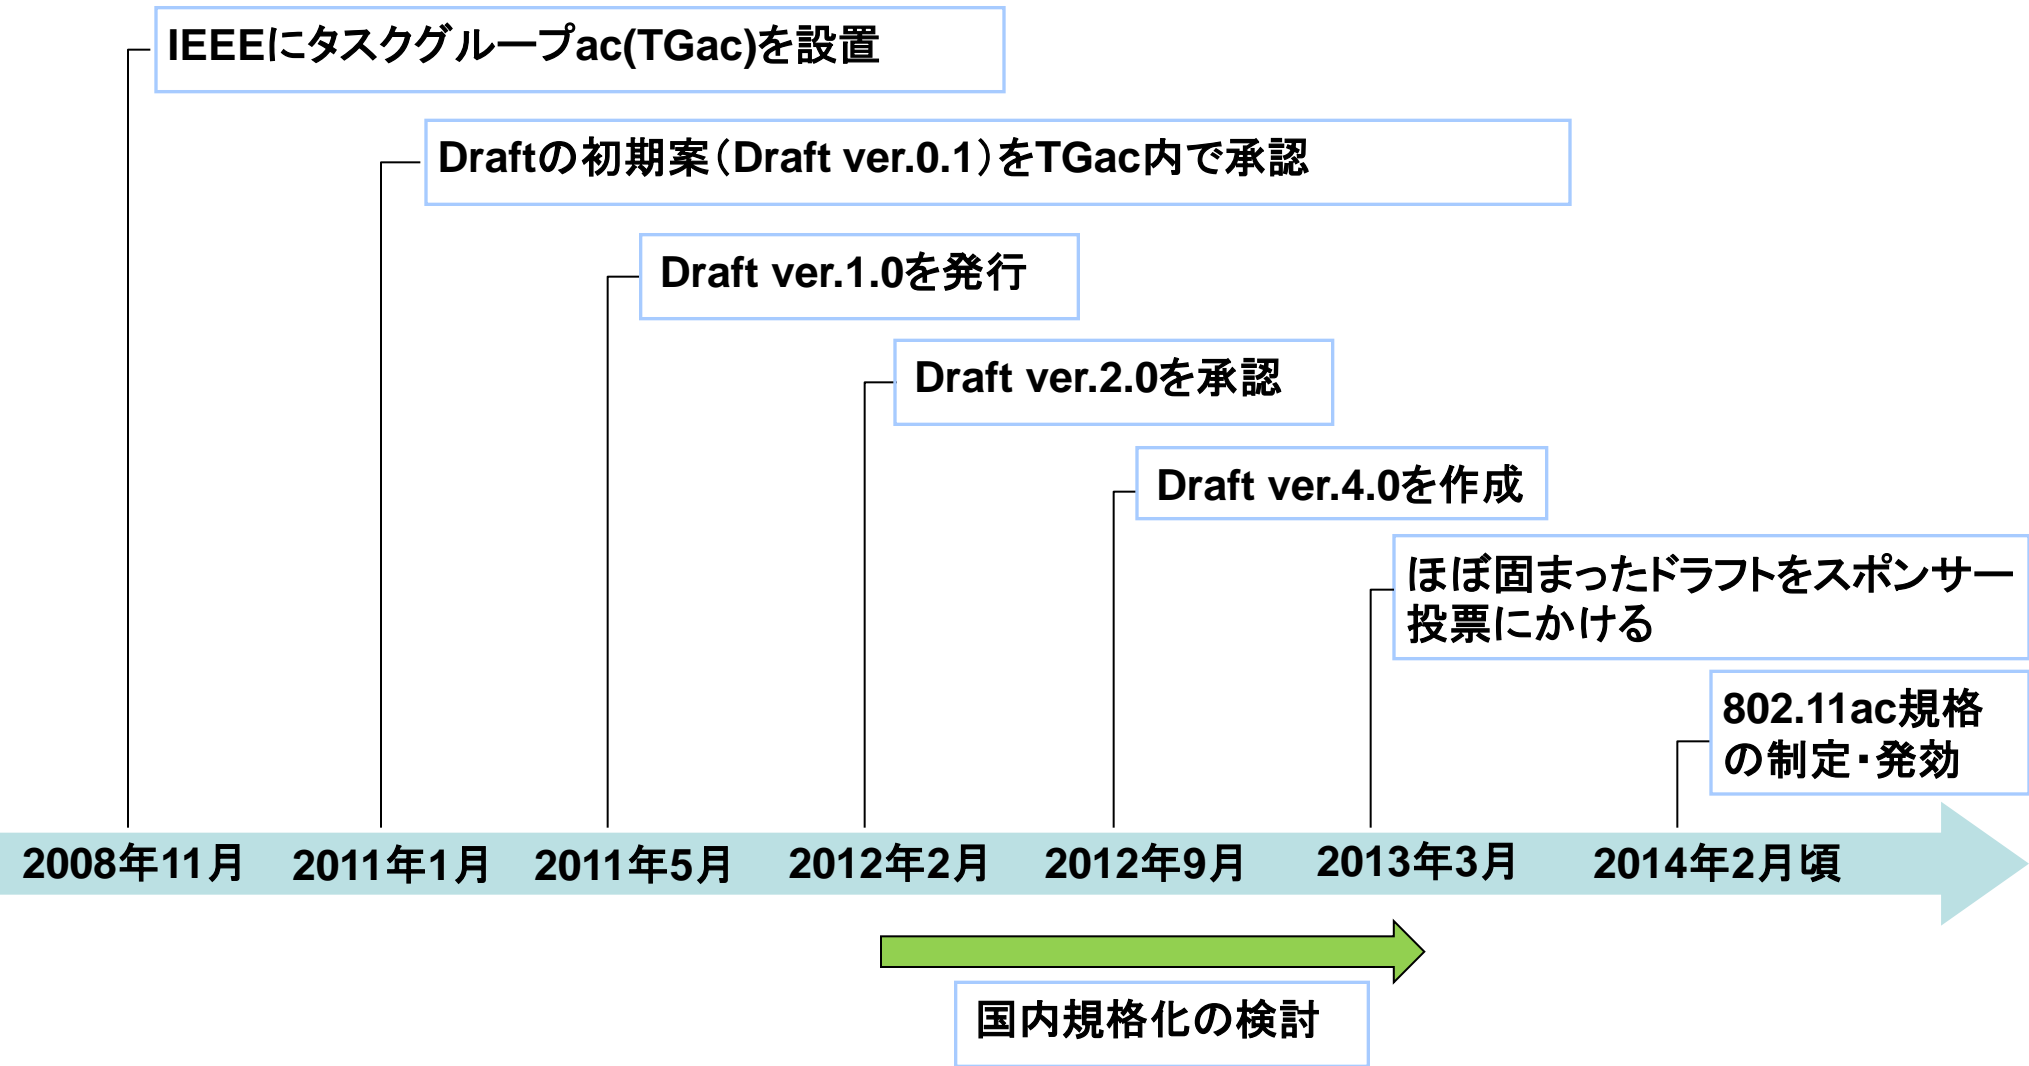 IEEEにタスクグループac(TGac)を設置
Draftの初期案（Draft ver.0.1）をTGac内で承認
Draft ver.1.0を発行
Draft ver.2.0を承認
Draft ver.4.0を作成
ほぼ固まったドラフトをスポンサー
投票にかける
802.11ac規格
の制定・発効
2008年11月
2011年1月
2011年5月
2012年2月
2012年9月
2013年3月
2014年2月頃
国内規格化の検討